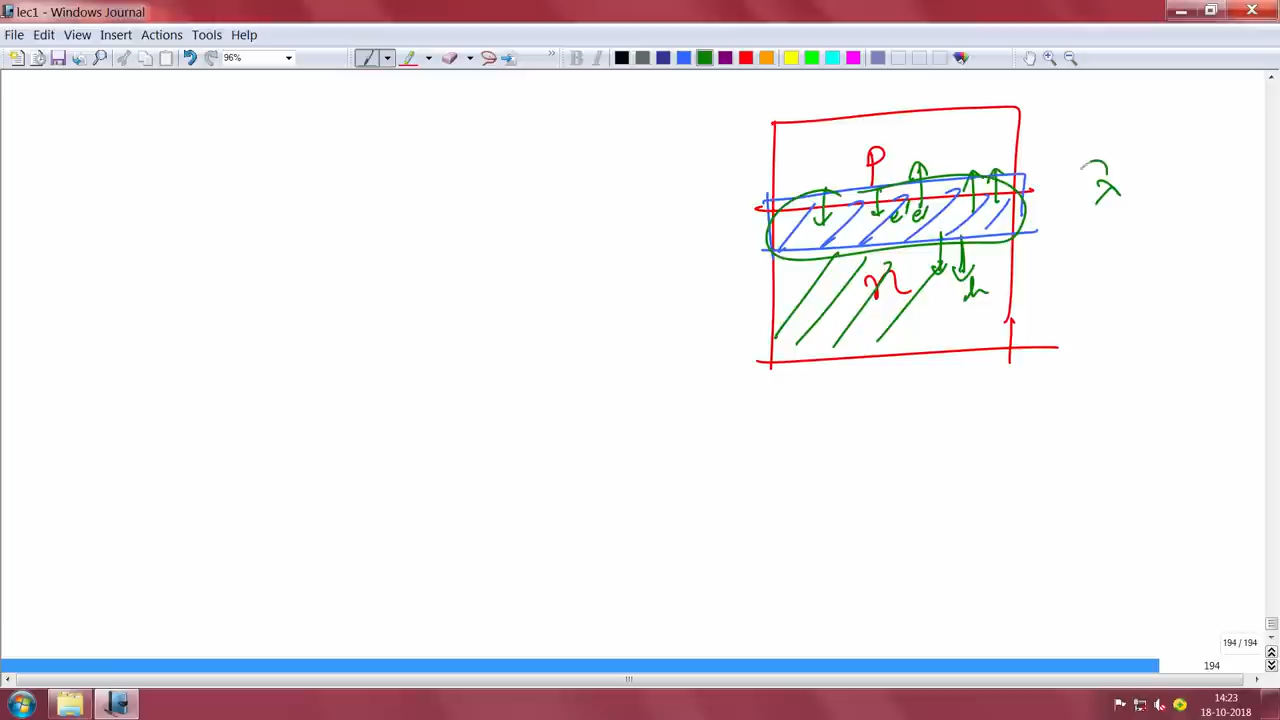 lec1 - Windows Journal
File Edit View Insert Actions Tools Help
96%
B I
P
e e
n
h
λ
194 / 194
194
14:23
18-10-2018